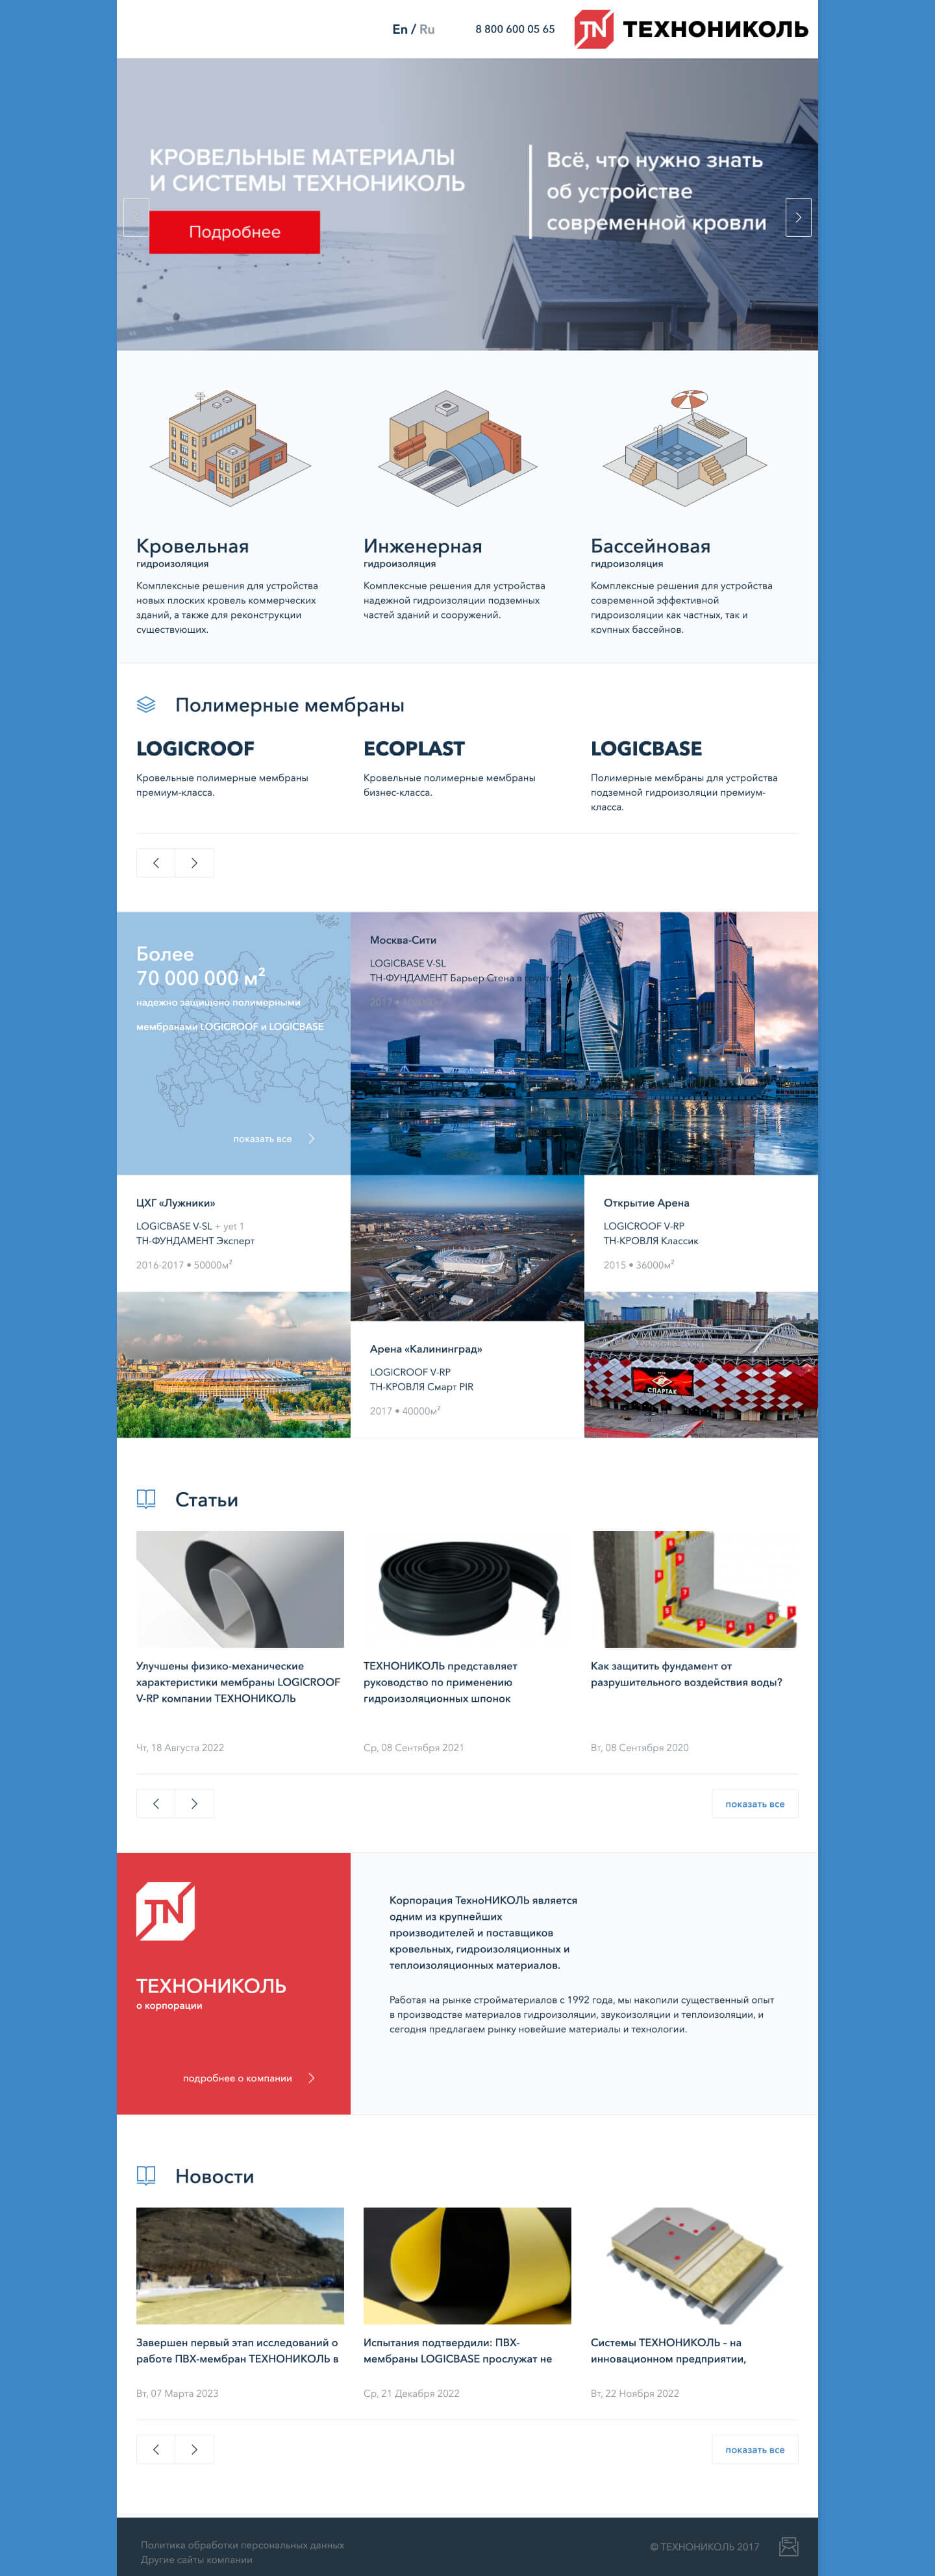 En / Ru
8 800 600 05 65
TN ТЕХНОНИКОЛЬ
КРОВЕЛЬНЫЕ МАТЕРИАЛЫ
И СИСТЕМЫ ТЕХНОНИКОЛЬ
Подробнее
Всё, что нужно знать
об устройстве
современной кровли
Кровельная
гидроизоляция
Комплексные решения для устройства
новых плоских кровель коммерческих
зданий, а также для реконструкции
существующих.
Инженерная
гидроизоляция
Комплексные решения для устройства
надежной гидроизоляции подземных
частей зданий и сооружений.
Бассейновая
гидроизоляция
Комплексные решения для устройства
современной эффективной
гидроизоляции как частных, так и
крупных бассейнов.
Полимерные мембраны
LOGICROOF
Кровельные полимерные мембраны
премиум-класса.
ECOPLAST
Кровельные полимерные мембраны
бизнес-класса.
LOGICBASE
Полимерные мембраны для устройства
подземной гидроизоляции премиум-
класса.
Более
70 000 000 м²
надежно защищено полимерными
мембранами LOGICROOF и LOGICBASE
показать все
Москва-Сити
LOGICBASE V-SL
ТН-ФУНДАМЕНТ Барьер Стена в
2017 •
ЦХГ «Лужники»
LOGICBASE V-SL + yet 1
ТН-ФУНДАМЕНТ Эксперт
2016-2017 • 50000м²
Арена «Калининград»
LOGICROOF V-RP
ТН-КРОВЛЯ Смарт PIR
2017 • 40000м²
Открытие Арена
LOGICROOF V-RP
ТН-КРОВЛЯ Классик
2015 • 36000м²
СПАРТАК
Статьи
Улучшены физико-механические
характеристики мембраны LOGICROOF
V-RP компании ТЕХНОНИКОЛЬ
Чт, 18 Августа 2022
ТЕХНОНИКОЛЬ представляет
руководство по применению
гидроизоляционных шпонок
Ср, 08 Сентября 2021
Как защитить фундамент от
разрушительного воздействия воды?
Вт, 08 Сентября 2020
показать все
TN
ТЕХНОНИКОЛЬ
о корпорации
подробнее о компании
Корпорация ТехноНИКОЛЬ является
одним из крупнейших
производителей и поставщиков
кровельных, гидроизоляционных и
теплоизоляционных материалов.
Работая на рынке стройматериалов с 1992 года, мы накопили существенный опыт
в производстве материалов гидроизоляции, звукоизоляции и теплоизоляции, и
сегодня предлагаем рынку новейшие материалы и технологии.
Новости
Завершен первый этап исследований о
работе ПВХ-мембран ТЕХНОНИКОЛЬ в
Вт, 07 Марта 2023
Испытания подтвердили: ПВХ-
мембраны LOGICBASE прослужат не
Ср, 21 Декабря 2022
Системы ТЕХНОНИКОЛЬ – на
инновационном предприятии,
Вт, 22 Ноября 2022
показать все
Политика обработки персональных данных
Другие сайты компании
© ТЕХНОНИКОЛЬ 2017